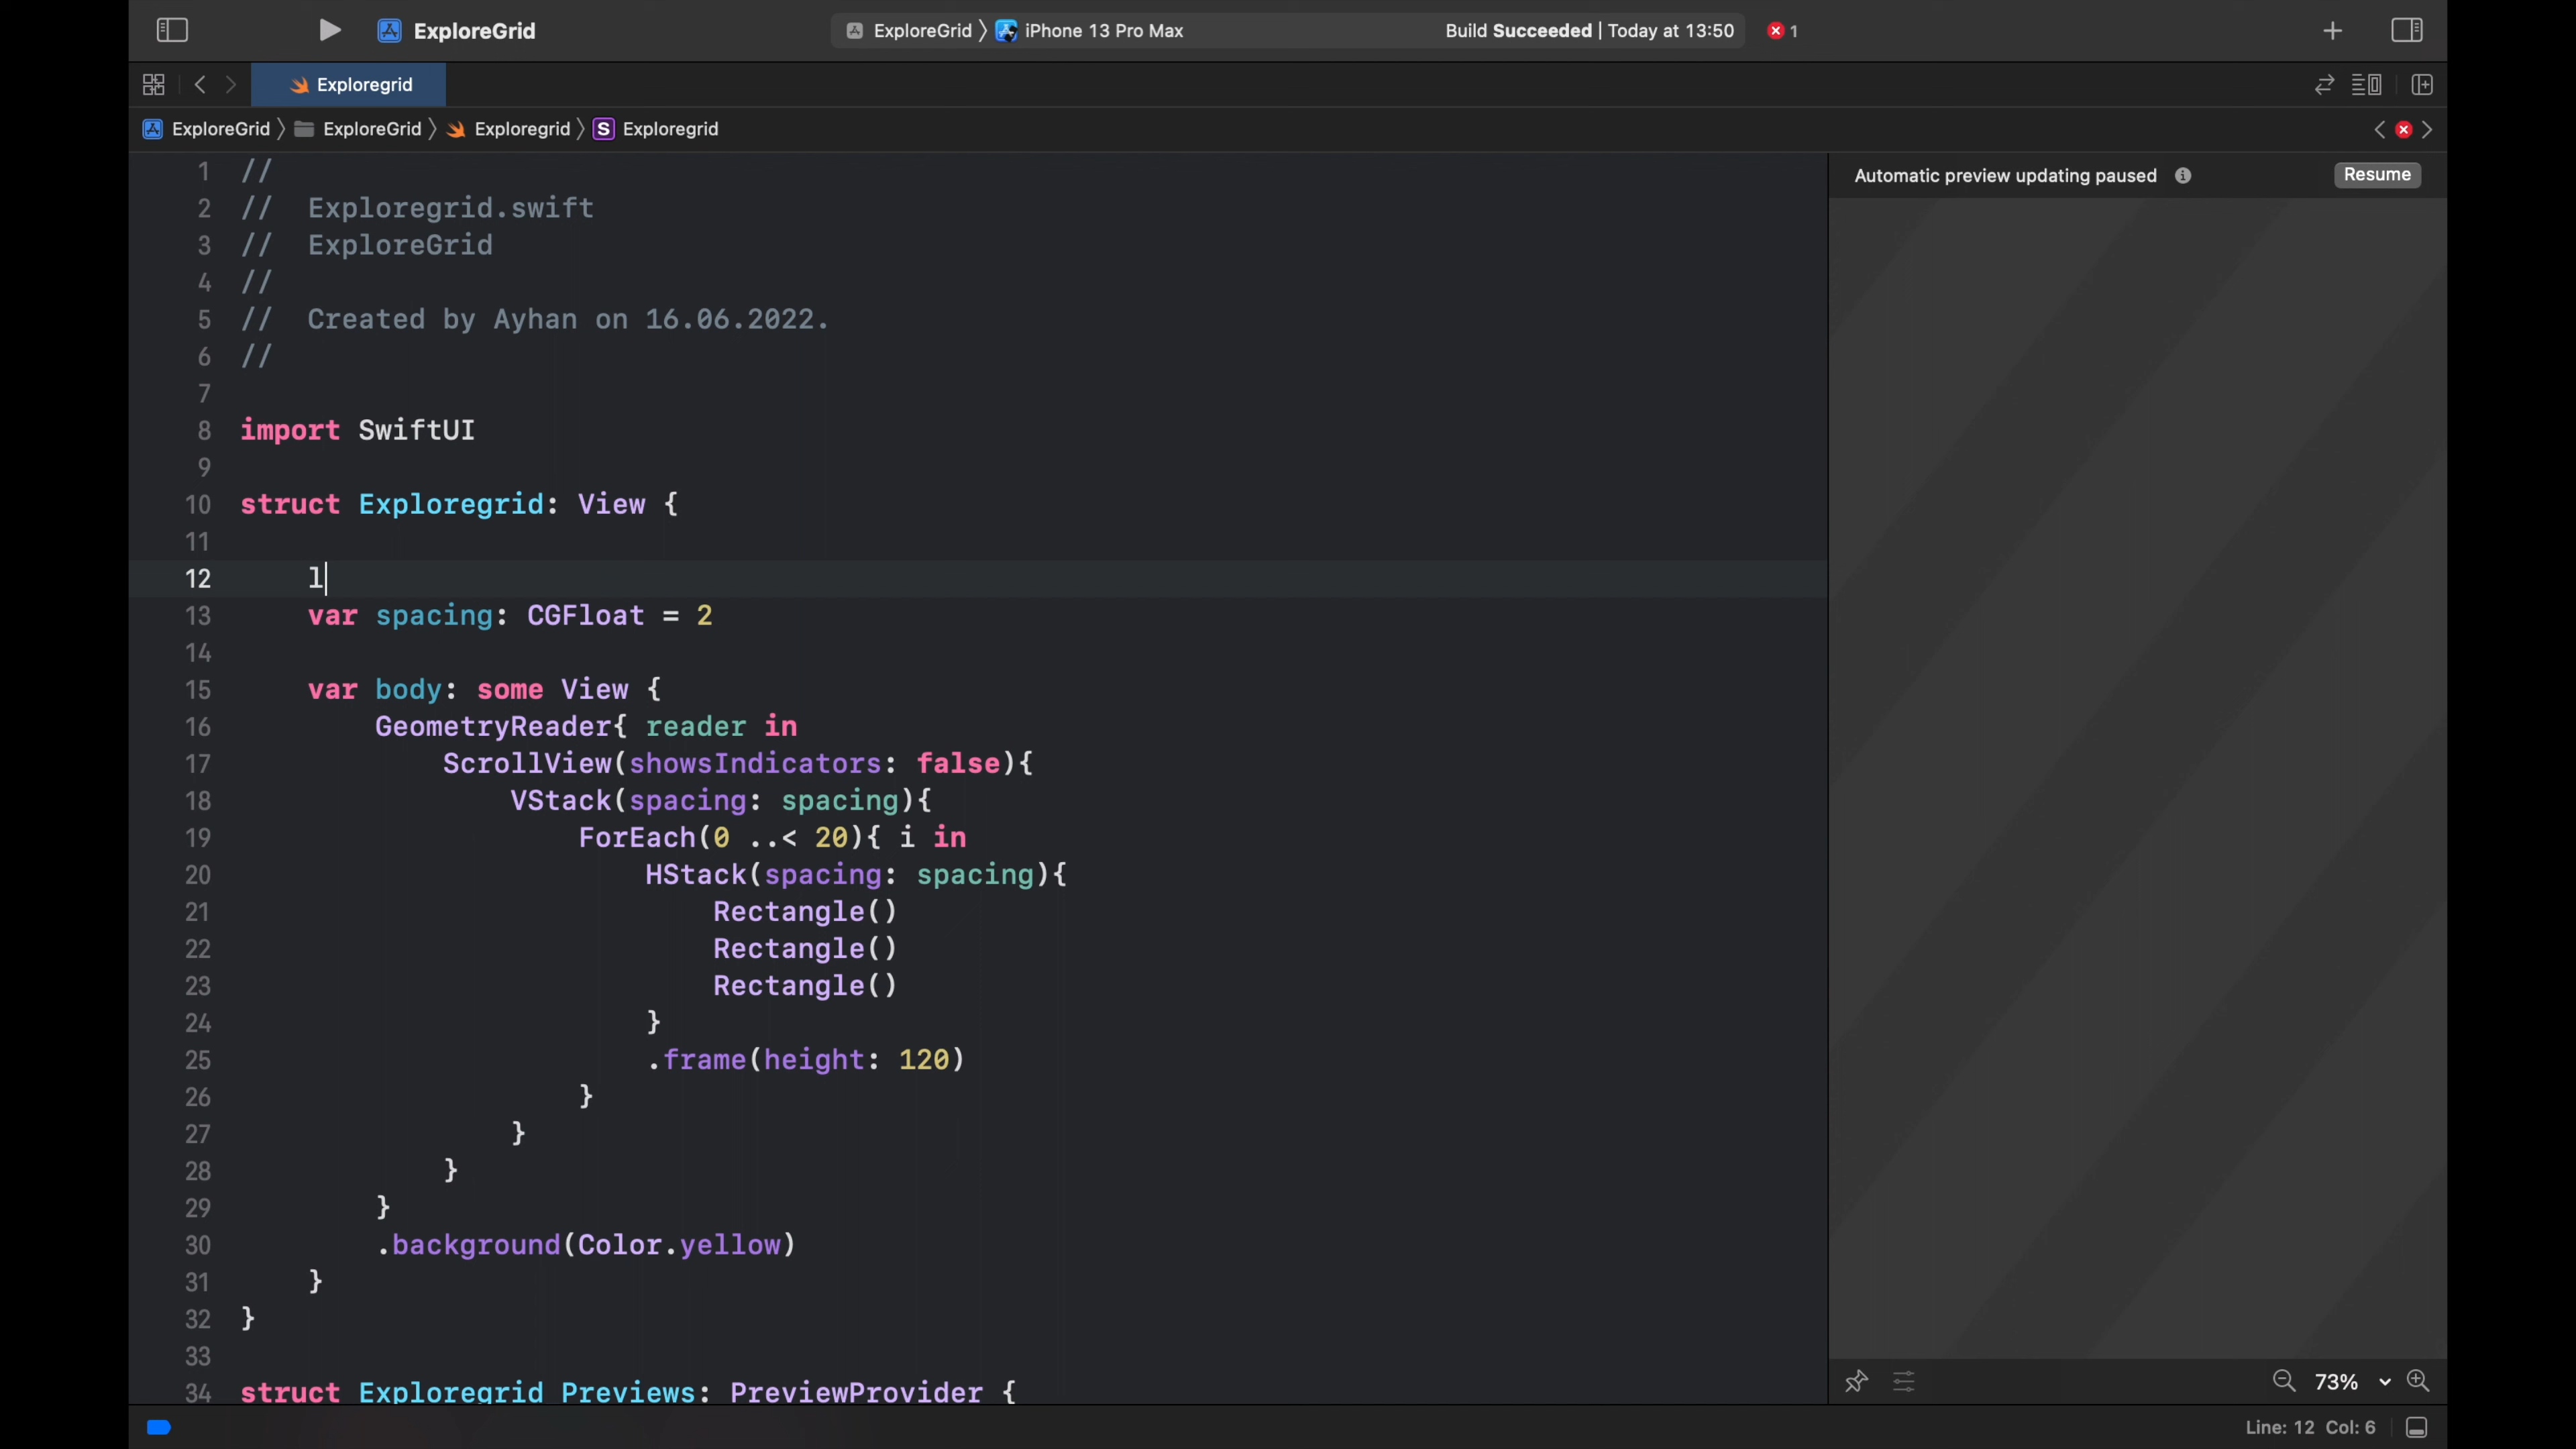 ExploreGrid
ExploreGrid iPhone 13 Pro Max
Build Succeeded | Today at 13:50
1
Exploregrid
ExploreGrid ExploreGrid Exploregrid S Exploregrid
Automatic preview updating paused
Resume
1 //
2 //  Exploregrid.swift
3 //  ExploreGrid
4 //
5 //  Created by Ayhan on 16.06.2022.
6 //
7
8 import SwiftUI
9
10 struct Exploregrid: View {
11
12     l
13     var spacing: CGFloat = 2
14
15     var body: some View {
16         GeometryReader{ reader in
17             ScrollView(showsIndicators: false){
18                 VStack(spacing: spacing){
19                     ForEach(0 ..< 20){ i in
20                         HStack(spacing: spacing){
21                             Rectangle()
22                             Rectangle()
23                             Rectangle()
24                         }
25                         .frame(height: 120)
26                     }
27                 }
28             }
29         }
30         .background(Color.yellow)
31     }
32 }
33
34 struct Exploregrid_Previews: PreviewProvider {
73%
Line: 12 Col: 6